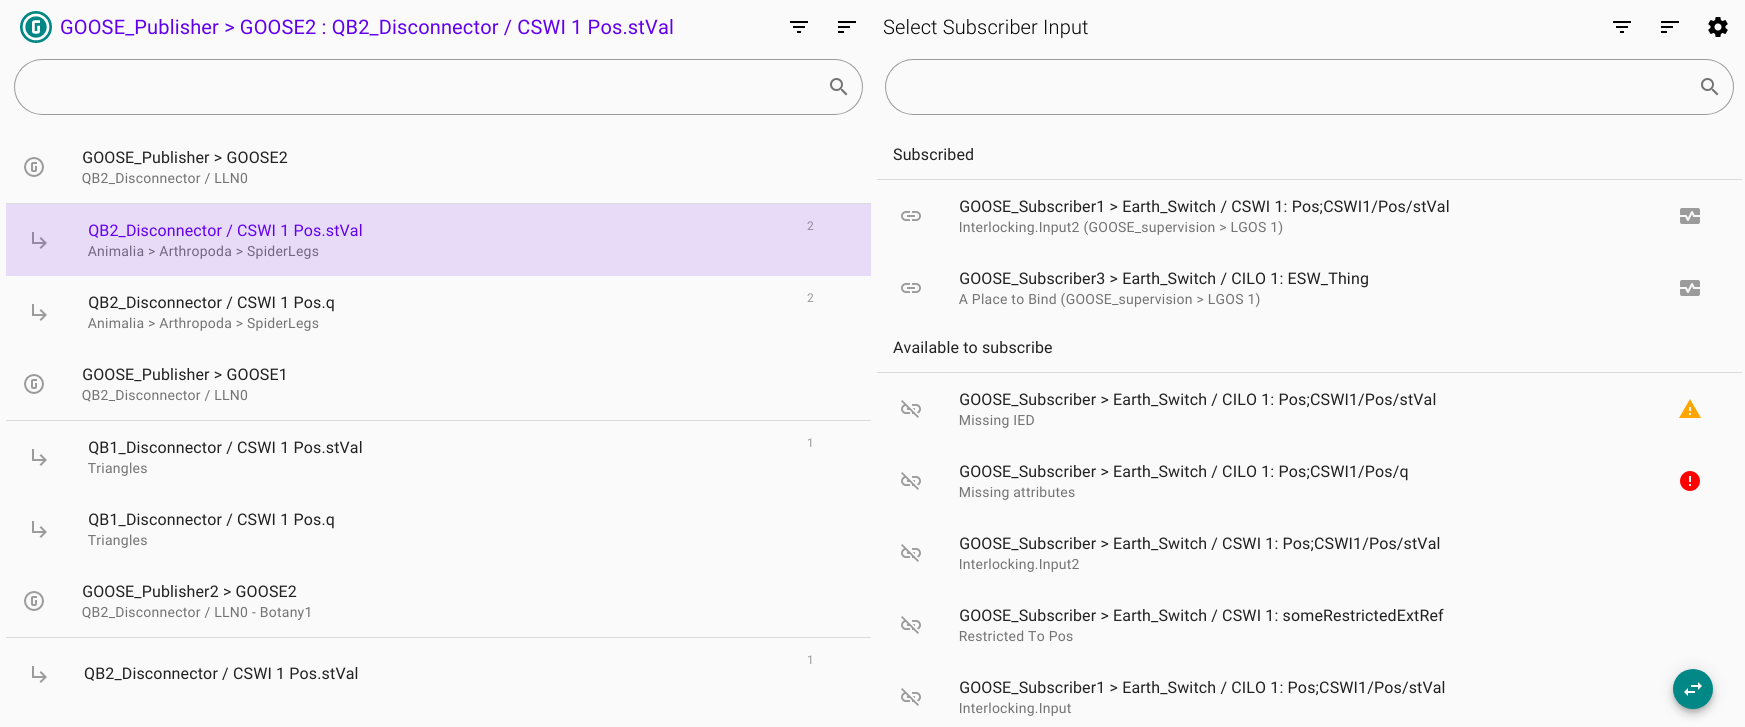 GOOSE_Publisher > GOOSE2 : QB2_Disconnector / CSWI 1 Pos.stVal
GOOSE_Publisher > GOOSE2
QB2_Disconnector / LLN0
QB2_Disconnector / CSWI 1 Pos.stVal
2
Animalia > Arthropoda > SpiderLegs
QB2_Disconnector / CSWI 1 Pos.q
2
Animalia > Arthropoda > SpiderLegs
GOOSE_Publisher > GOOSE1
QB2_Disconnector / LLN0
QB1_Disconnector / CSWI 1 Pos.stVal
1
Triangles
QB1_Disconnector / CSWI 1 Pos.q
Triangles
GOOSE_Publisher2 > GOOSE2
QB2_Disconnector / LLN0 - Botany1
QB2_Disconnector / CSWI 1 Pos.stVal
1
Select Subscriber Input
Subscribed
GOOSE_Subscriber1 > Earth_Switch / CSWI 1: Pos;CSWI1/Pos/stVal
Interlocking.Input2 (GOOSE_supervision > LGOS 1)
GOOSE_Subscriber3 > Earth_Switch / CILO 1: ESW_Thing
A Place to Bind (GOOSE_supervision > LGOS 1)
Available to subscribe
GOOSE_Subscriber > Earth_Switch / CILO 1: Pos;CSWI1/Pos/stVal
Missing IED
GOOSE_Subscriber > Earth_Switch / CILO 1: Pos;CSWI1/Pos/q
Missing attributes
GOOSE_Subscriber > Earth_Switch / CSWI 1: Pos;CSWI1/Pos/stVal
Interlocking.Input2
GOOSE_Subscriber > Earth_Switch / CSWI 1: someRestrictedExtRef
Restricted To Pos
GOOSE_Subscriber1 > Earth_Switch / CILO 1: Pos;CSWI1/Pos/stVal
Interlocking.Input